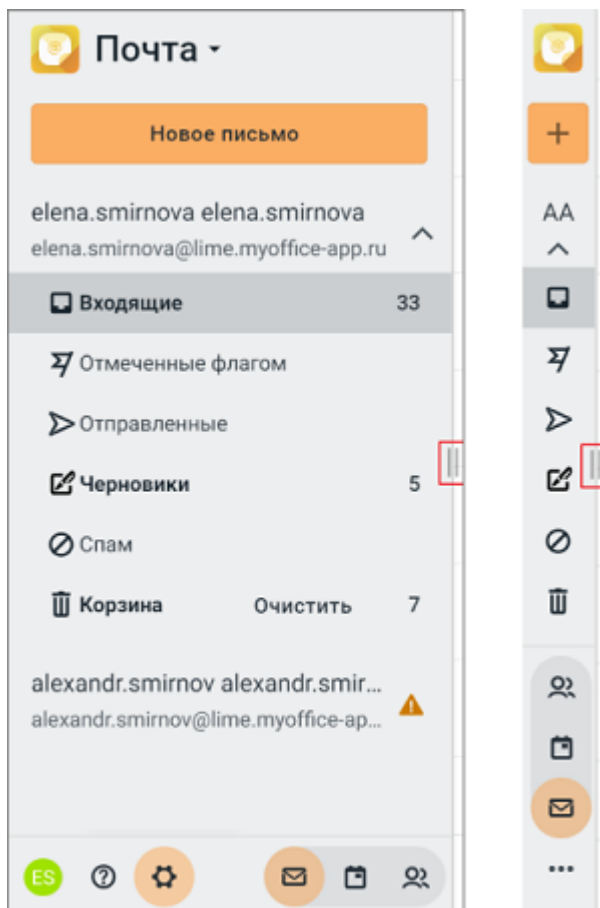 Почта
Новое письмо
elena.smirnova elena.smirnova
elena.smirnova@lime.myoffice-app.ru
Входящие 33
Отмеченные флагом
Отправленные
Черновики 5
Спам
Корзина Очистить 7
alexandr.smirnov alexandr.smir...
alexandr.smirnov@lime.myoffice-ap...
ES
AA